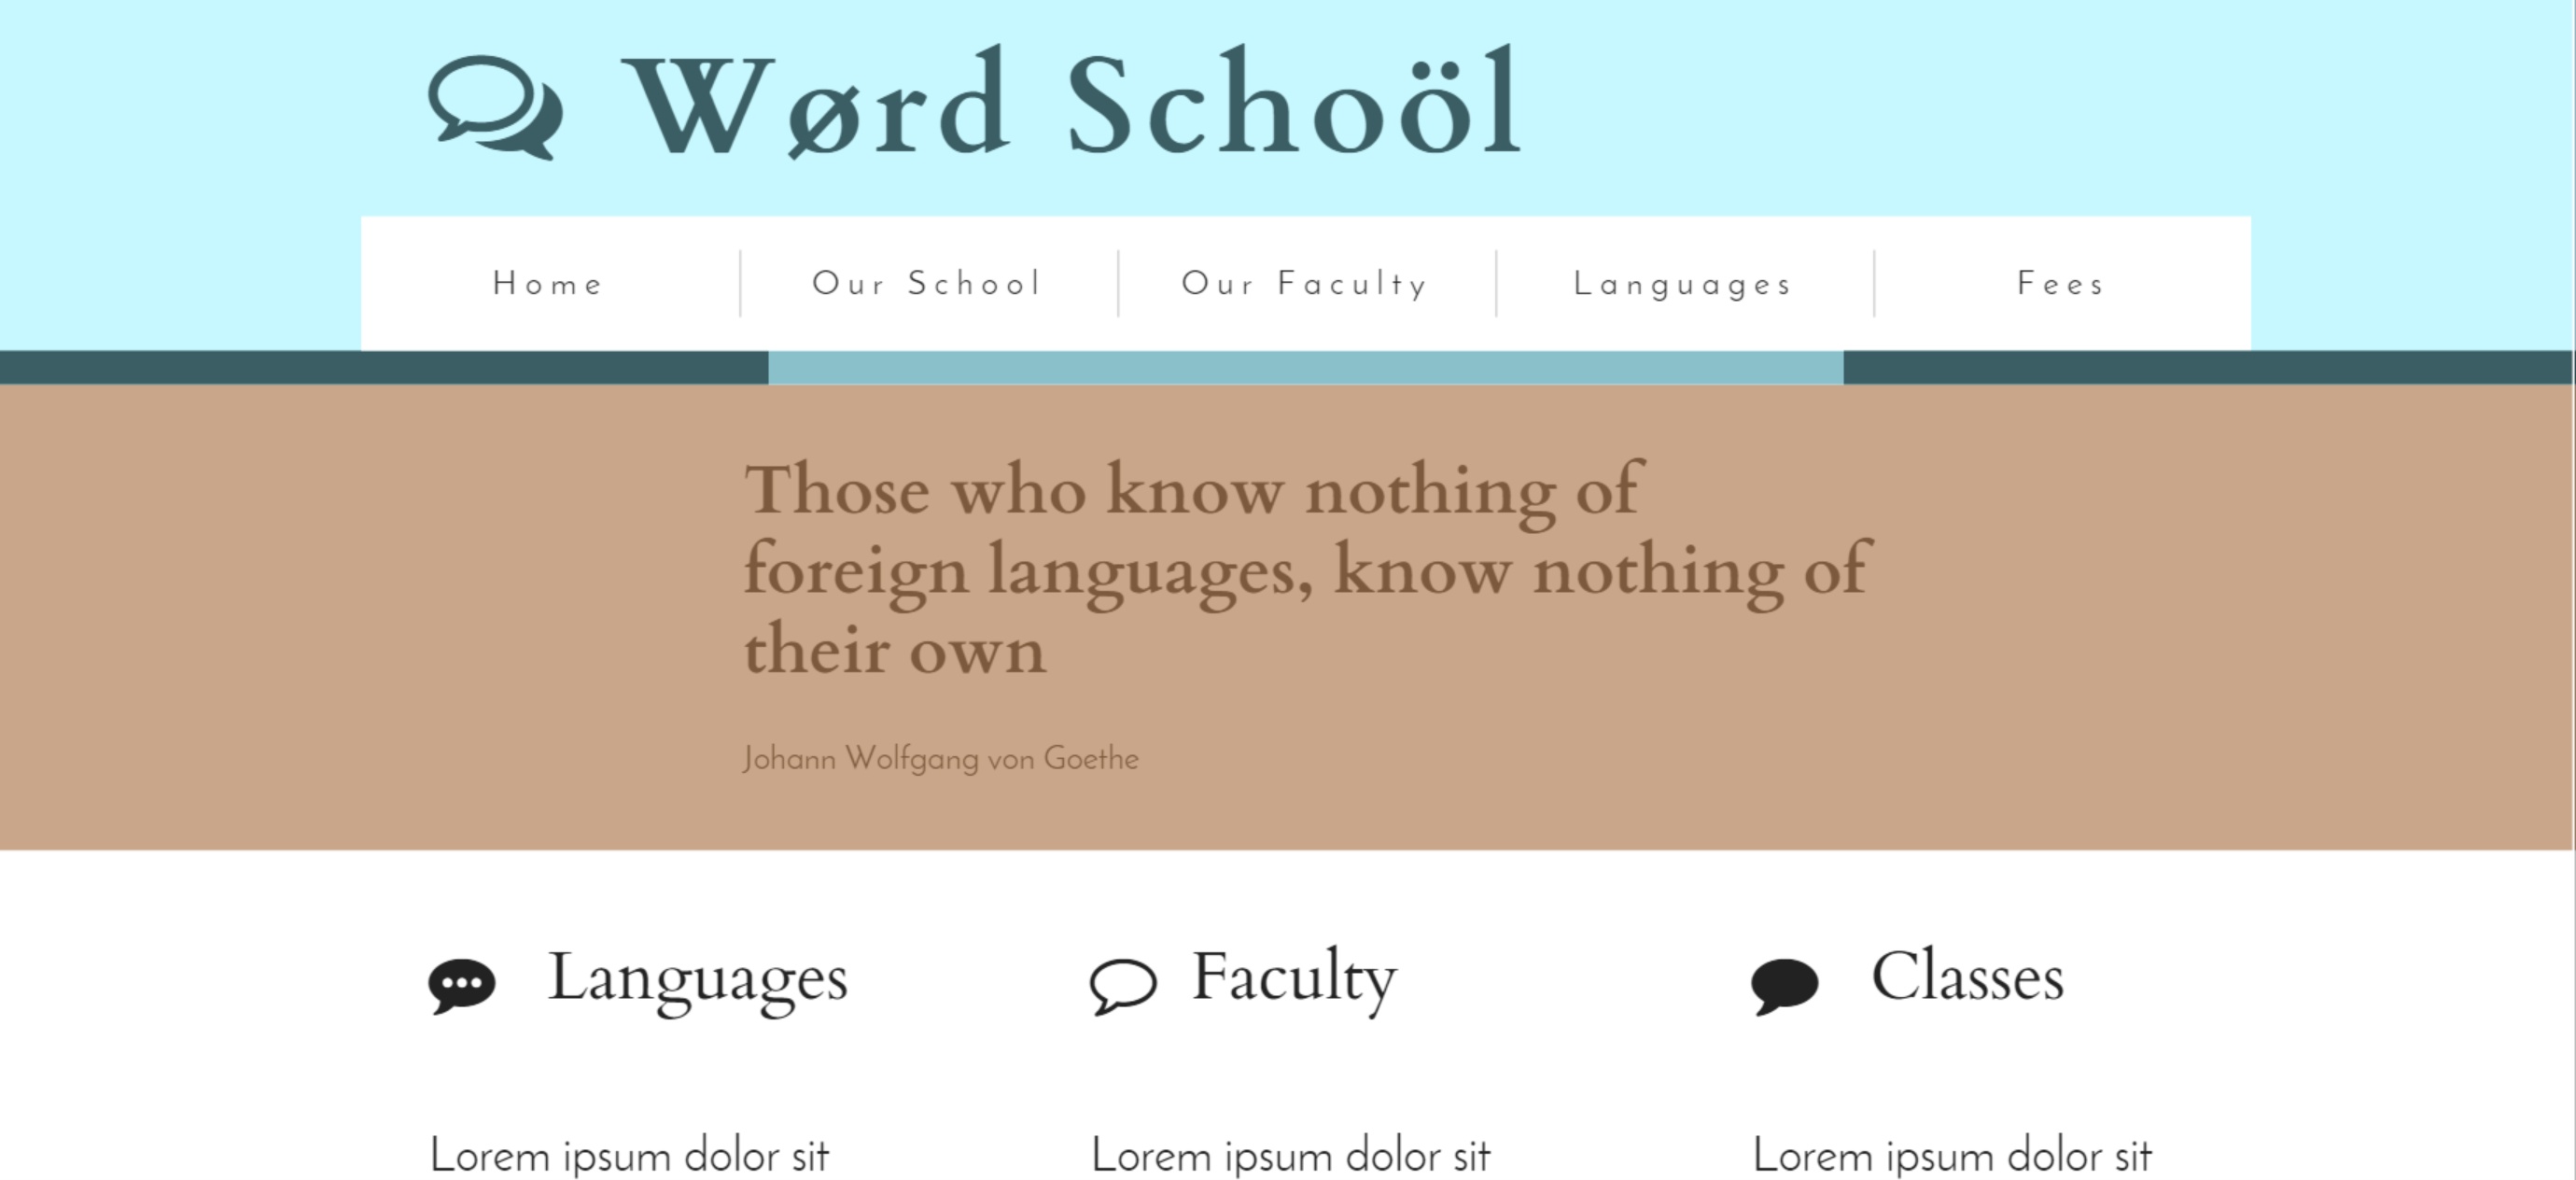 Wørd Schoöl
Home Our School Our Faculty Languages Fees
Those who know nothing of
foreign languages, know nothing of
their own
Johann Wolfgang von Goethe
Languages Faculty Classes
Lorem ipsum dolor sit Lorem ipsum dolor sit Lorem ipsum dolor sit